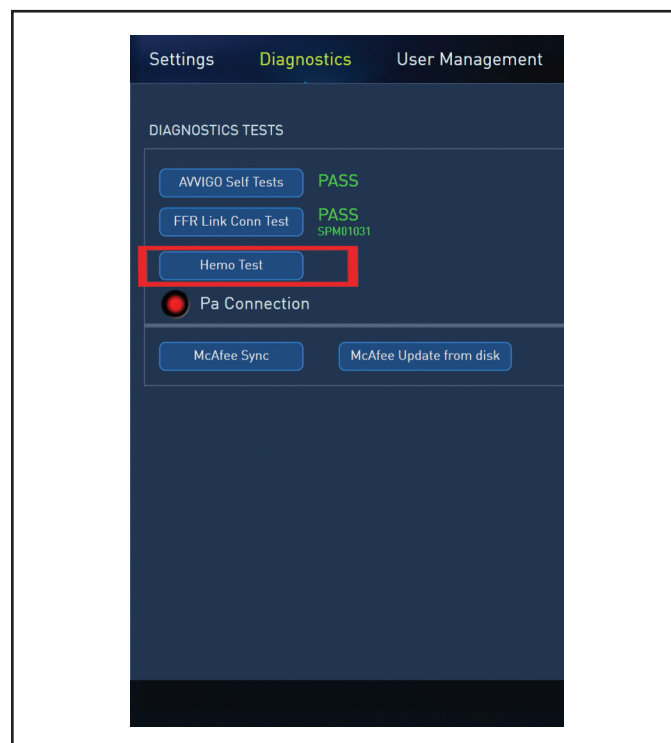 Settings Diagnostics User Management
DIAGNOSTICS TESTS
AVVIGO Self Tests PASS
FFR Link Conn Test PASS
SPM01031
Hemo Test
Pa Connection
McAfee Sync McAfee Update from disk